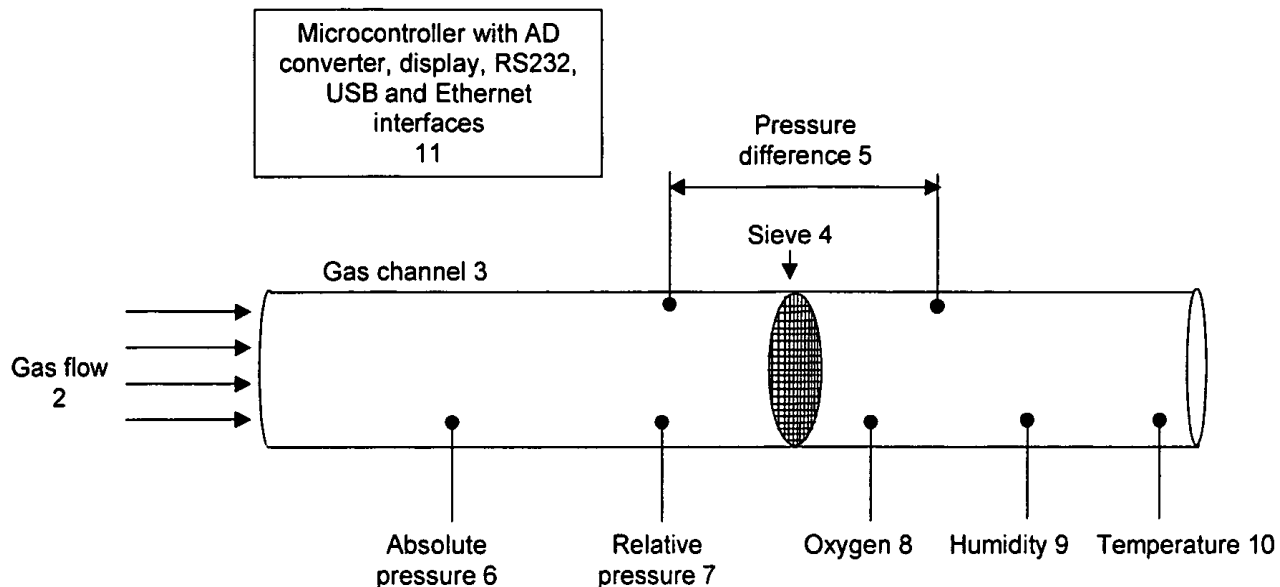 Microcontroller with AD
converter, display, RS232,
USB and Ethernet
interfaces
11
Pressure
difference 5
Sieve 4
Gas channel 3
Gas flow
2
Absolute
pressure 6
Relative
pressure 7
Oxygen 8
Humidity 9
Temperature 10